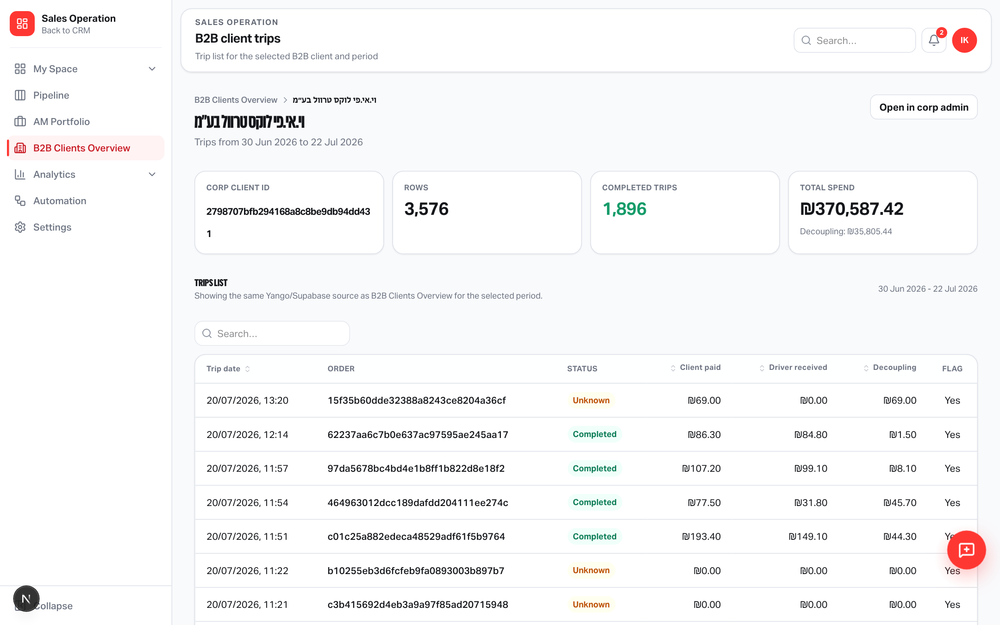 Sales Operation
Back to CRM
My Space
Pipeline
AM Portfolio
B2B Clients Overview
Analytics
Automation
Settings
N
Collapse
SALES OPERATION
B2B client trips
Trip list for the selected B2B client and period
Search...
2
IK
B2B Clients Overview > וי.אי.פי לוקס טרוול בע״מ
Open in corp admin
וי.אי.פי לוקס טרוול בע״מ
Trips from 30 Jun 2026 to 22 Jul 2026
CORP CLIENT ID
2798707bfb294168a8c8be9db94dd43
1
ROWS
3,576
COMPLETED TRIPS
1,896
TOTAL SPEND
₪370,587.42
Decoupling: ₪35,805.44
TRIPS LIST
Showing the same Yango/Supabase source as B2B Clients Overview for the selected period.
30 Jun 2026 - 22 Jul 2026
Search...
Trip date ORDER STATUS Client paid Driver received Decoupling FLAG
20/07/2026, 13:20 15f35b60dde32388a8243ce8204a36cf Unknown ₪69.00 ₪0.00 ₪69.00 Yes
20/07/2026, 12:14 62237aa6c7b0e637ac97595ae245aa17 Completed ₪86.30 ₪84.80 ₪1.50 Yes
20/07/2026, 11:57 97da5678bc4bd4e1b8ff1b822d8e18f2 Completed ₪107.20 ₪99.10 ₪8.10 Yes
20/07/2026, 11:54 464963012dcc189dafdd204111ee274c Completed ₪77.50 ₪31.80 ₪45.70 Yes
20/07/2026, 11:51 c01c25a882edeca48529adf61f5b9764 Completed ₪193.40 ₪149.10 ₪44.30 Yes
20/07/2026, 11:22 b10255eb3d6fcfeb9fa0893003b897b7 Unknown ₪0.00 ₪0.00 ₪0.00 Yes
20/07/2026, 11:21 c3b415692d4eb3a9a97f85ad20715948 Unknown ₪0.00 ₪0.00 ₪0.00 Yes